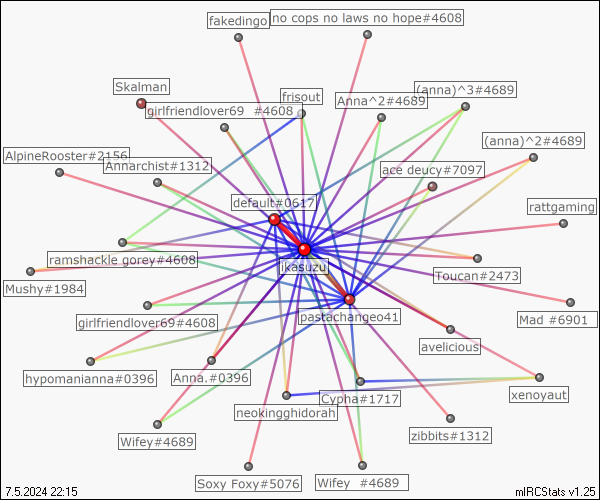 no cops no laws no hope#4608
fakedingo
Skalman
(anna)^3#4689
frisout
Anna^2#4689
girlfriendlover69 #4608
(anna)^2#4689
AlpineRooster#2156
Annarchist#1312
ace deucy#7097
default#0617
rattgaming
ramshackle gorey#4608
ikasuzu
Toucan#2473
Mushy#1984
pastachangeo41
Mad #6901
girlfriendlover69#4608
avelicious
hypomanianna#0396
Anna.#0396
xenoyaut
Cypha#1717
neokingghidorah
zibbits#1312
Wifey#4689
Soxy Foxy#5076
Wifey #4689
7.5.2024 22:15
mIRCStats v1.25